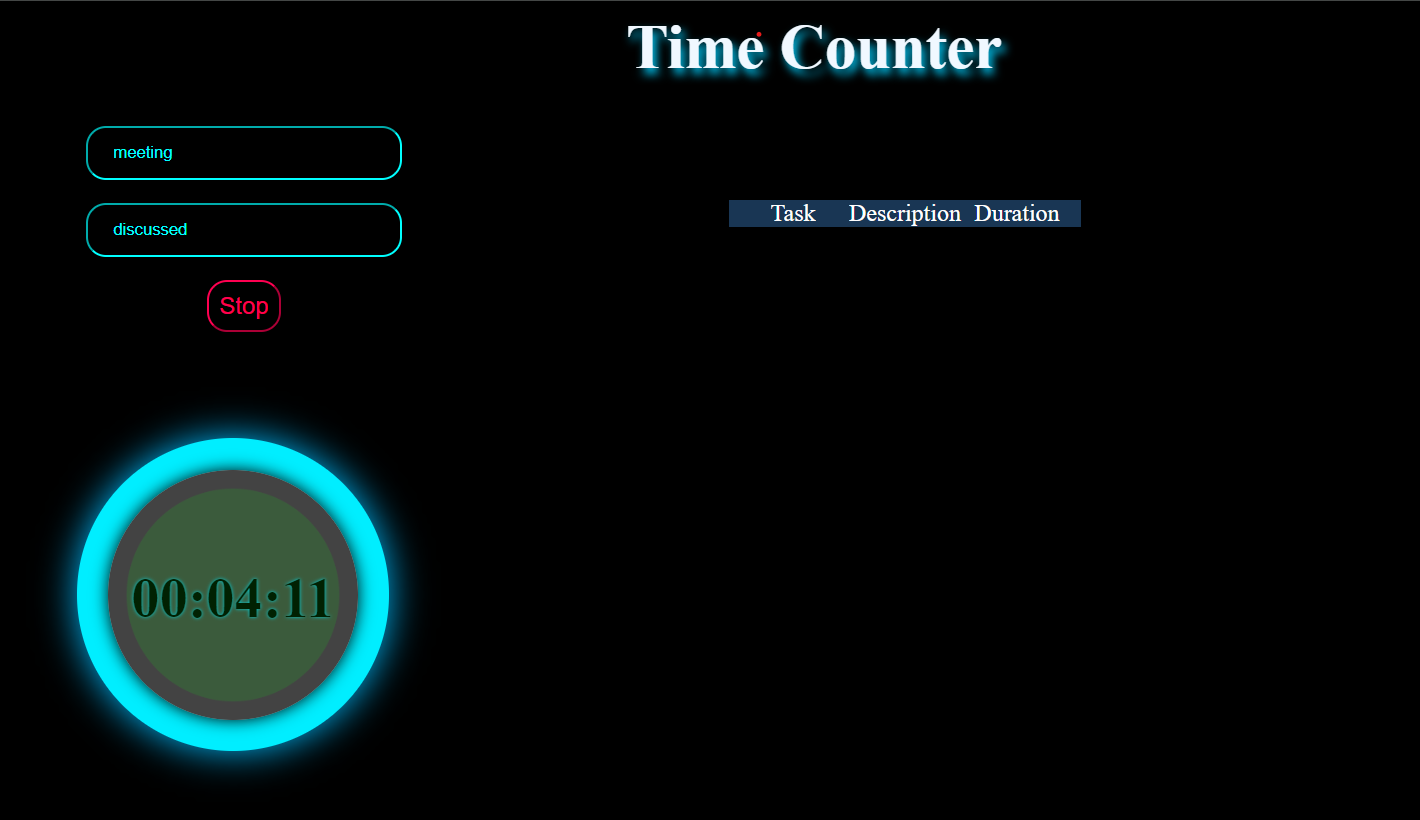 Time Counter
meeting
discussed
Stop
Task Description Duration
00:04:11